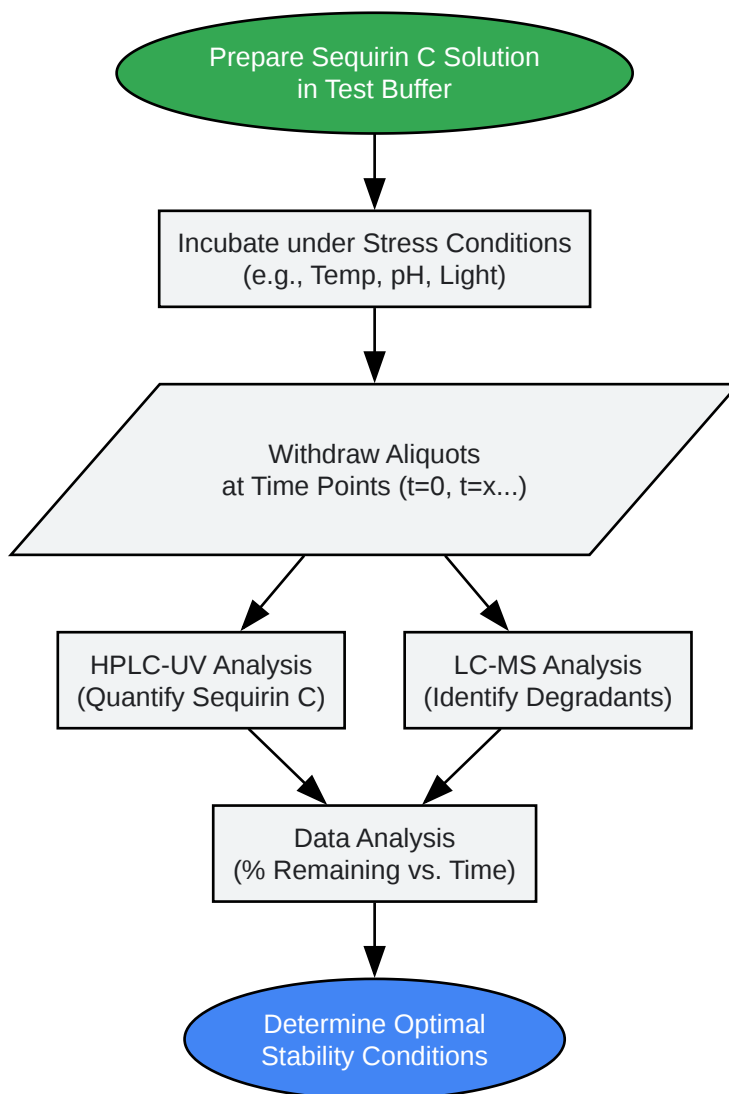 Prepare Sequirin C Solution
in Test Buffer
Incubate under Stress Conditions
(e.g., Temp, pH, Light)
Withdraw Aliquots
at Time Points (t=0, t=x...)
HPLC-UV Analysis
(Quantify Sequirin C)
LC-MS Analysis
(Identify Degradants)
Data Analysis
(% Remaining vs. Time)
Determine Optimal
Stability Conditions